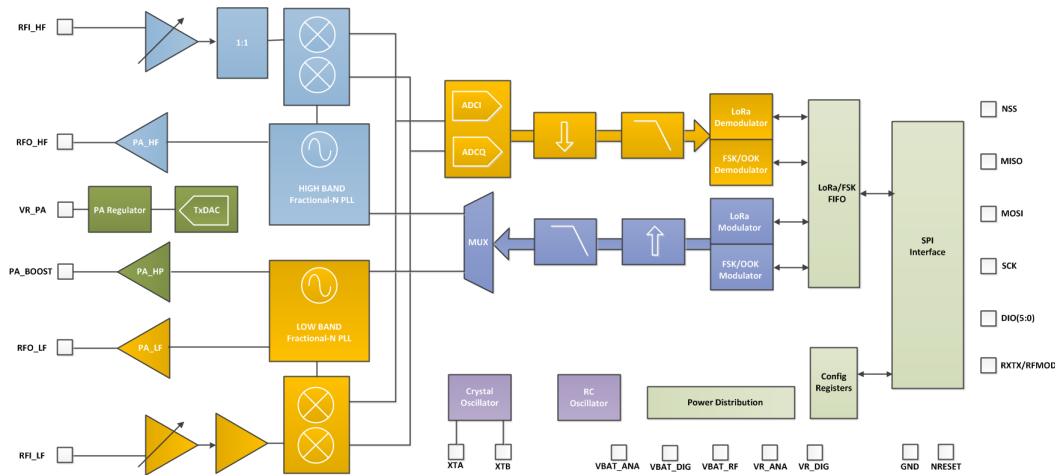 RFI_HF
1:1
RFO_HF
PA_HF
HIGH BAND
Fractional-N PLL
VR_PA
PA Regulator
TxDAC
PA_BOOST
PA_HP
LOW BAND
Fractional-N PLL
RFO_LF
PA_LF
RFI_LF
ADCI
ADCQ
LoRa
Demodulator
FSK/OOK
Demodulator
MUX
LoRa
Modulator
FSK/OOK
Modulator
LoRa/FSK
FIFO
SPI
Interface
Config
Registers
NSS
MISO
MOSI
SCK
DIO(5:0)
RXTX/RFMOD
Crystal
Oscillator
RC
Oscillator
Power Distribution
XTA
XTB
VBAT_ANA
VBAT_DIG
VBAT_RF
VR_ANA
VR_DIG
GND
NRESET